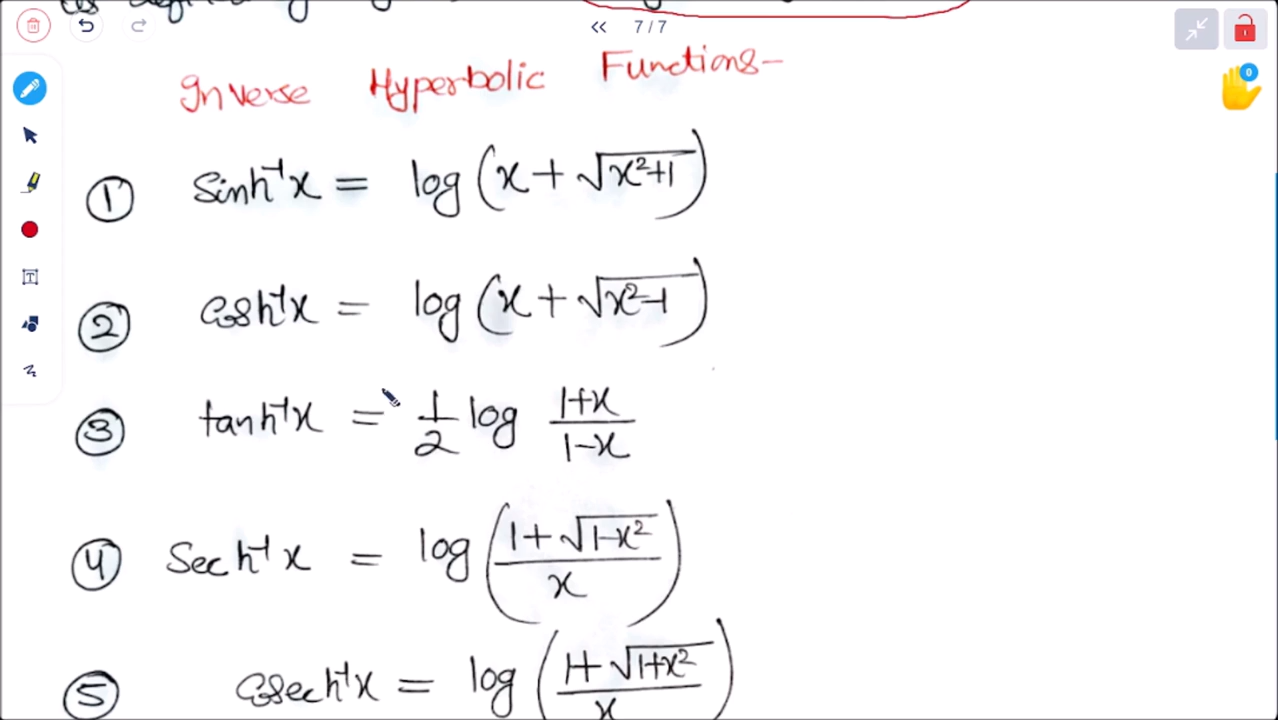 7/7
Inverse Hyperbolic Functions-
0
① Sinh⁻¹x = log(x + √x²+1)
② Cosh⁻¹x = log(x + √x²-1)
③ tanh⁻¹x = 1/2 log 1+x/1-x
④ Sech⁻¹x = log(1+√1-x²/x)
⑤ Cosech⁻¹x = log(1+√1+x²/x)